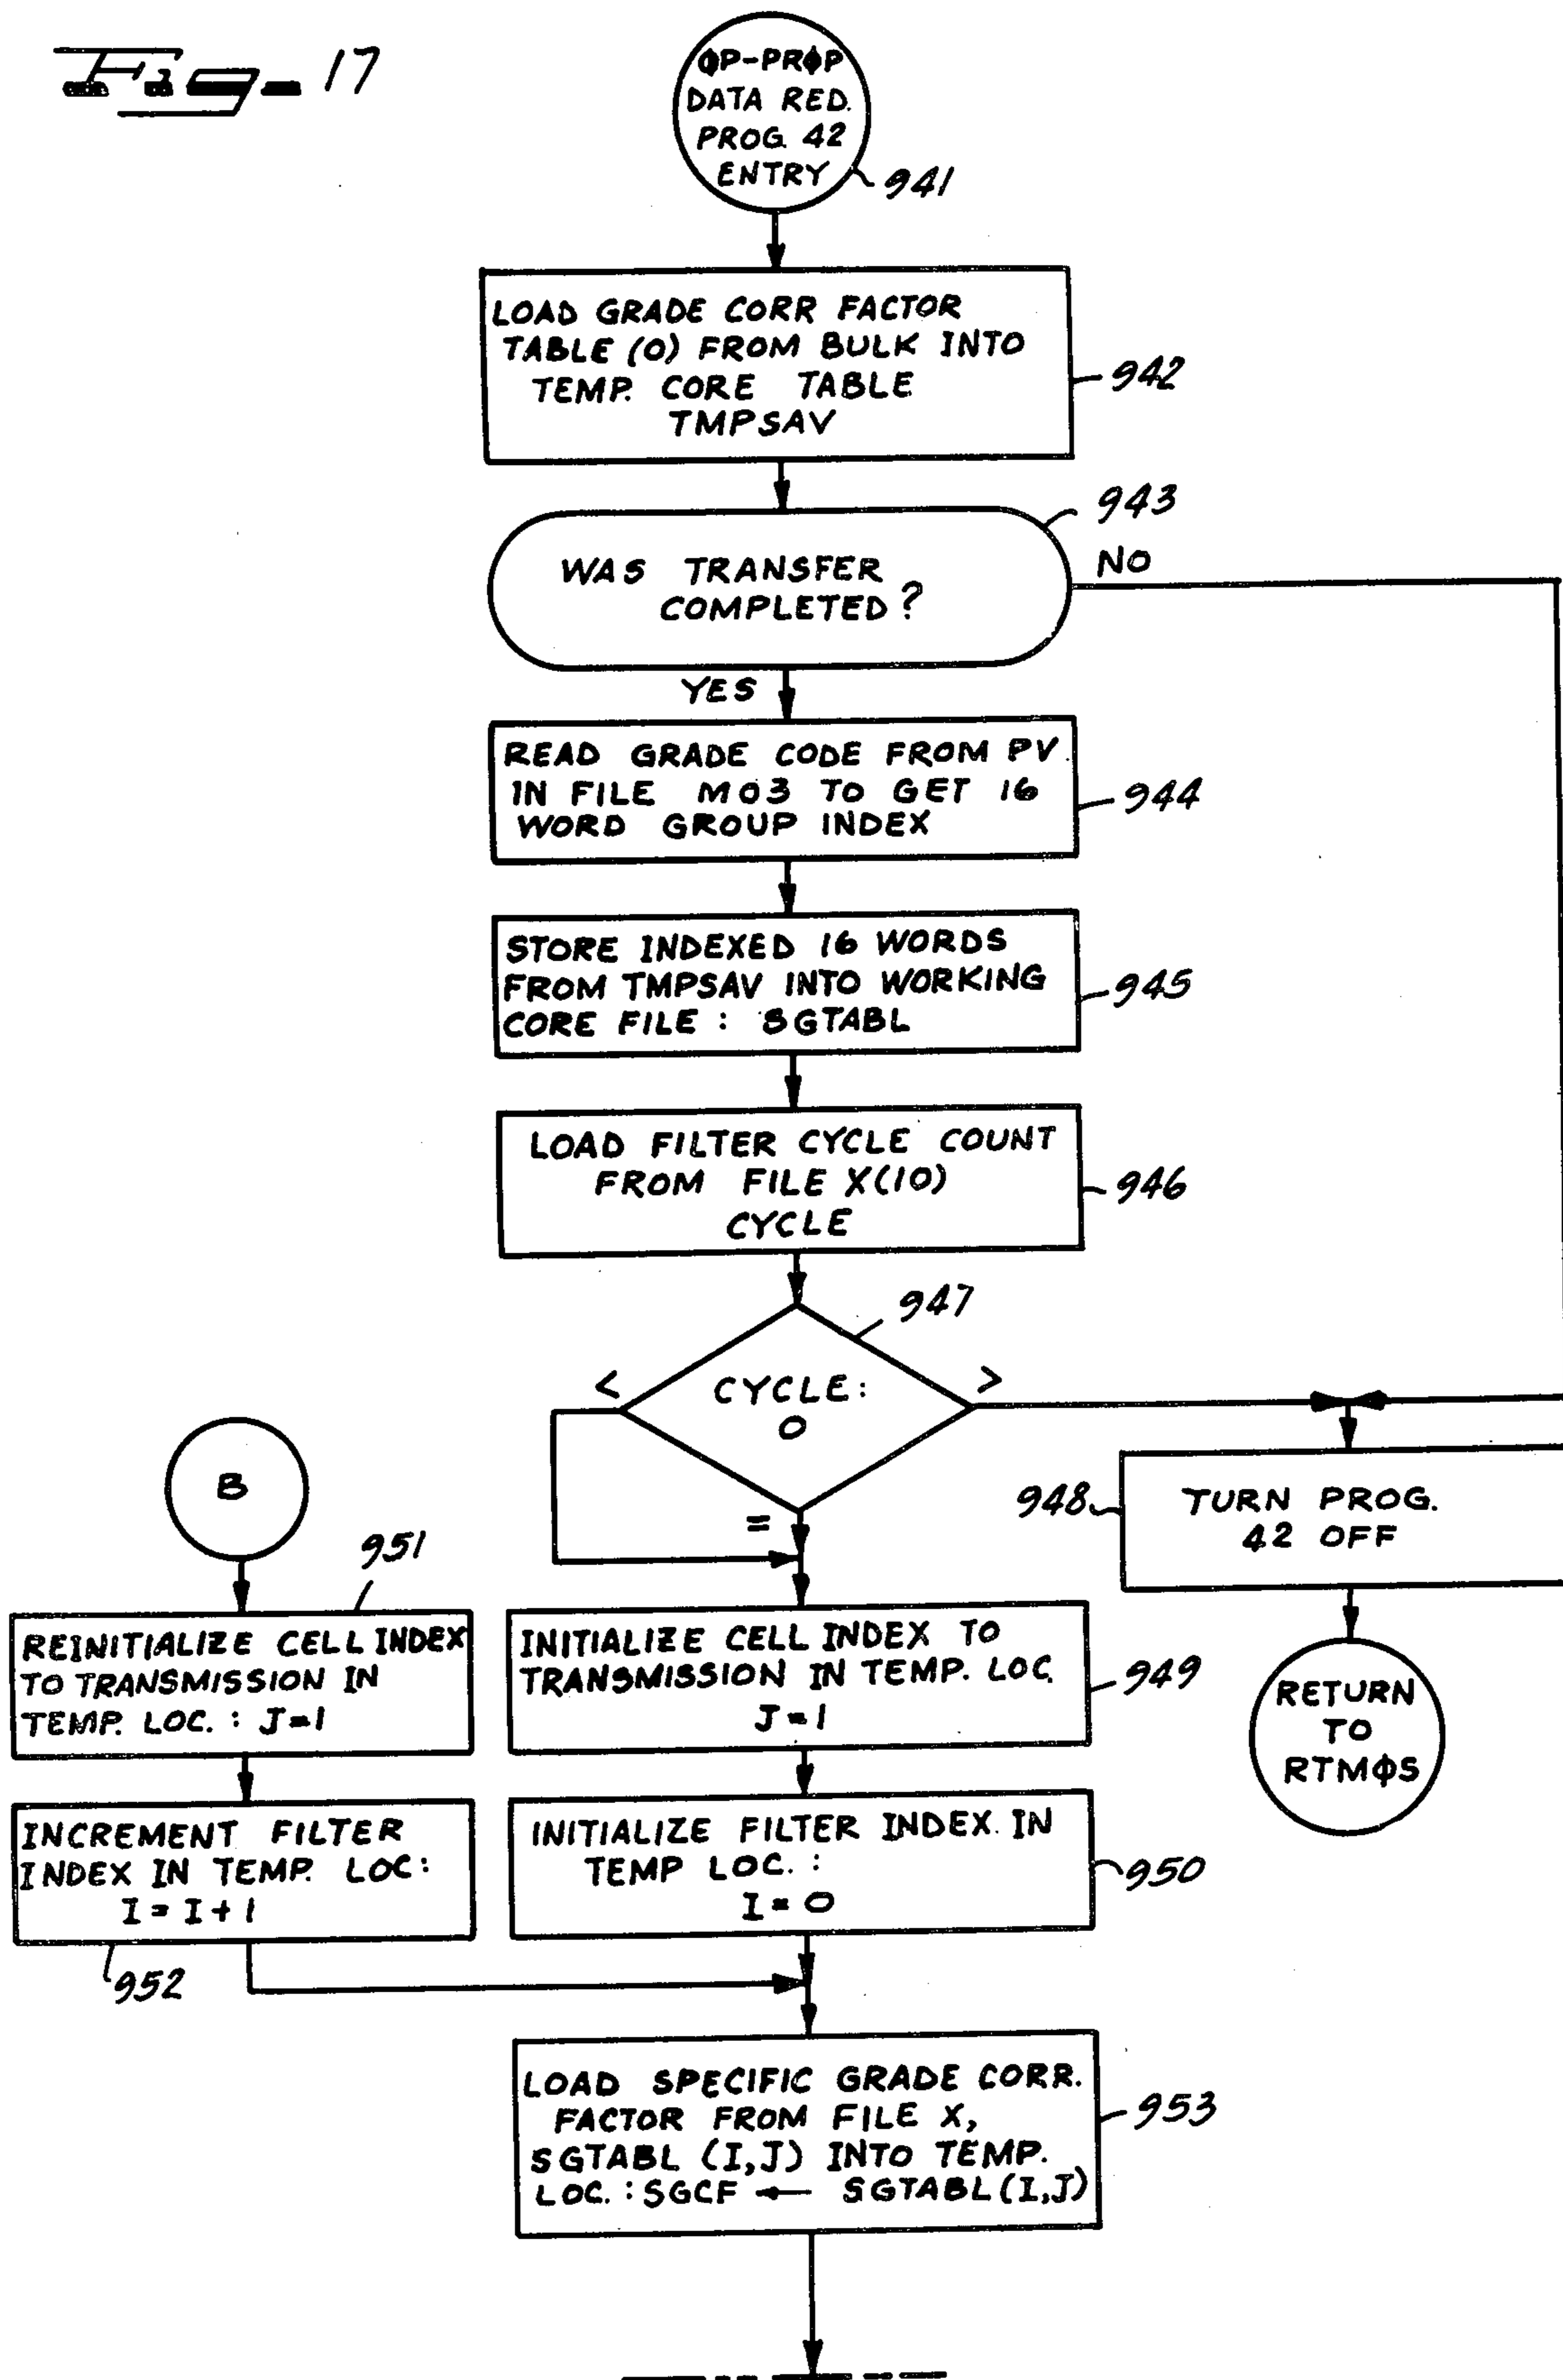 Fig. 17
ϕP-PRϕP
DATA RED.
PROG. 42
ENTRY
941
LOAD GRADE CORR FACTOR
TABLE (0) FROM BULK INTO
TEMP. CORE TABLE
TMPSAV
942
943
WAS TRANSFER
COMPLETED?
NO
YES
READ GRADE CODE FROM PV.
IN FILE M03 TO GET 16
WORD GROUP INDEX
944
STORE INDEXED 16 WORDS
FROM TMPSAV INTO WORKING
CORE FILE : SGTABL
945
LOAD FILTER CYCLE COUNT
FROM FILE X(10)
CYCLE
946
947
<
CYCLE:
0
>
=
B
948
TURN PROG.
42 OFF
951
REINITIALIZE CELL INDEX
TO TRANSMISSION IN
TEMP. LOC. : J=1
INITIALIZE CELL INDEX TO
TRANSMISSION IN TEMP. LOC.
J=1
949
RETURN
TO
RTMϕS
INCREMENT FILTER
INDEX IN TEMP. LOC:
I = I+1
952
INITIALIZE FILTER INDEX. IN
TEMP LOC. :
I = 0
950
LOAD SPECIFIC GRADE CORR.
FACTOR FROM FILE X,
SGTABL (I,J) INTO TEMP.
LOC. : SGCF ← SGTABL(I,J)
953